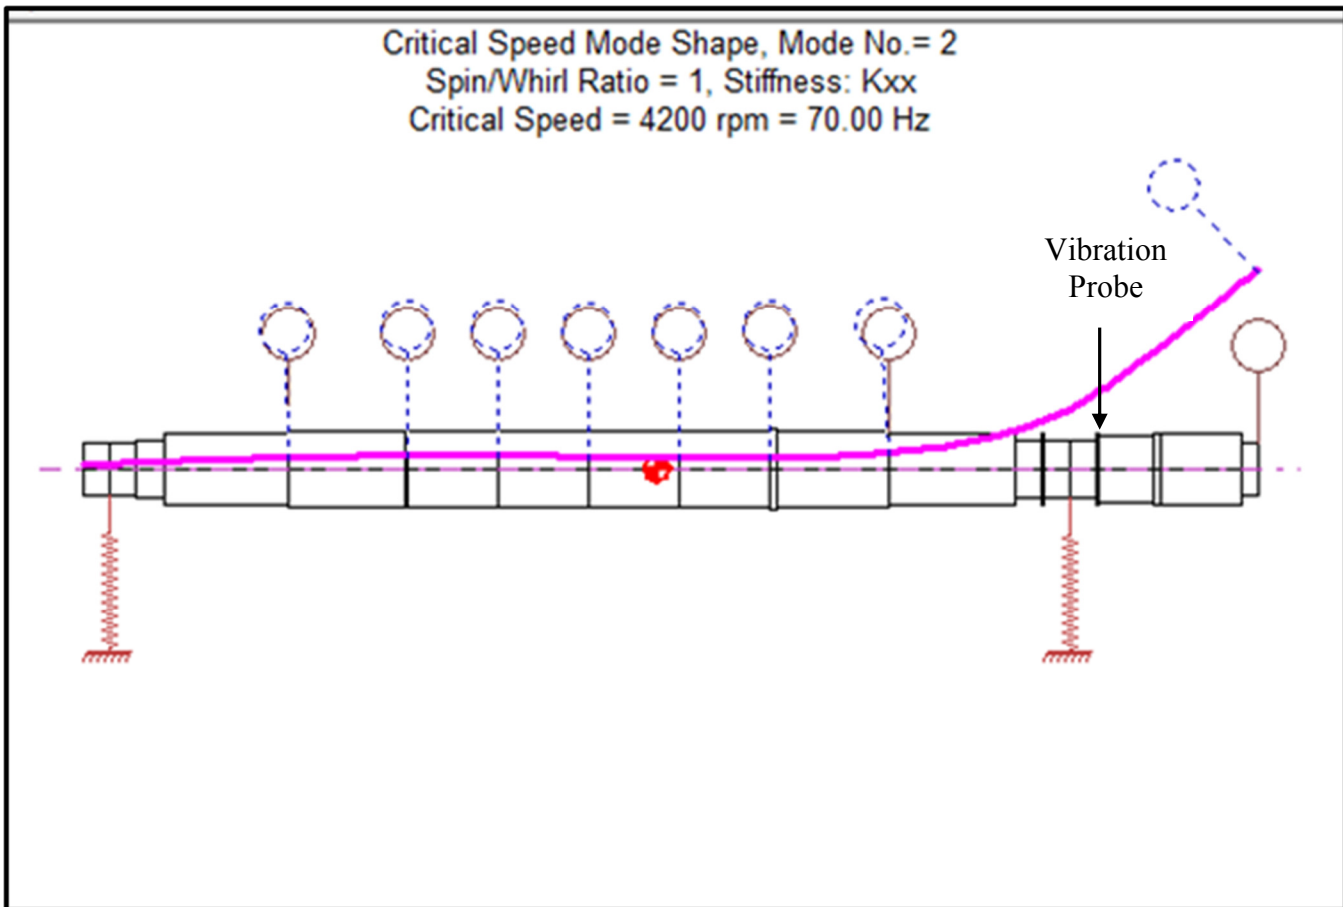 Critical Speed Mode Shape, Mode No.= 2
Spin/Whirl Ratio = 1, Stiffness: Kxx
Critical Speed = 4200 rpm = 70.00 Hz
Vibration
Probe